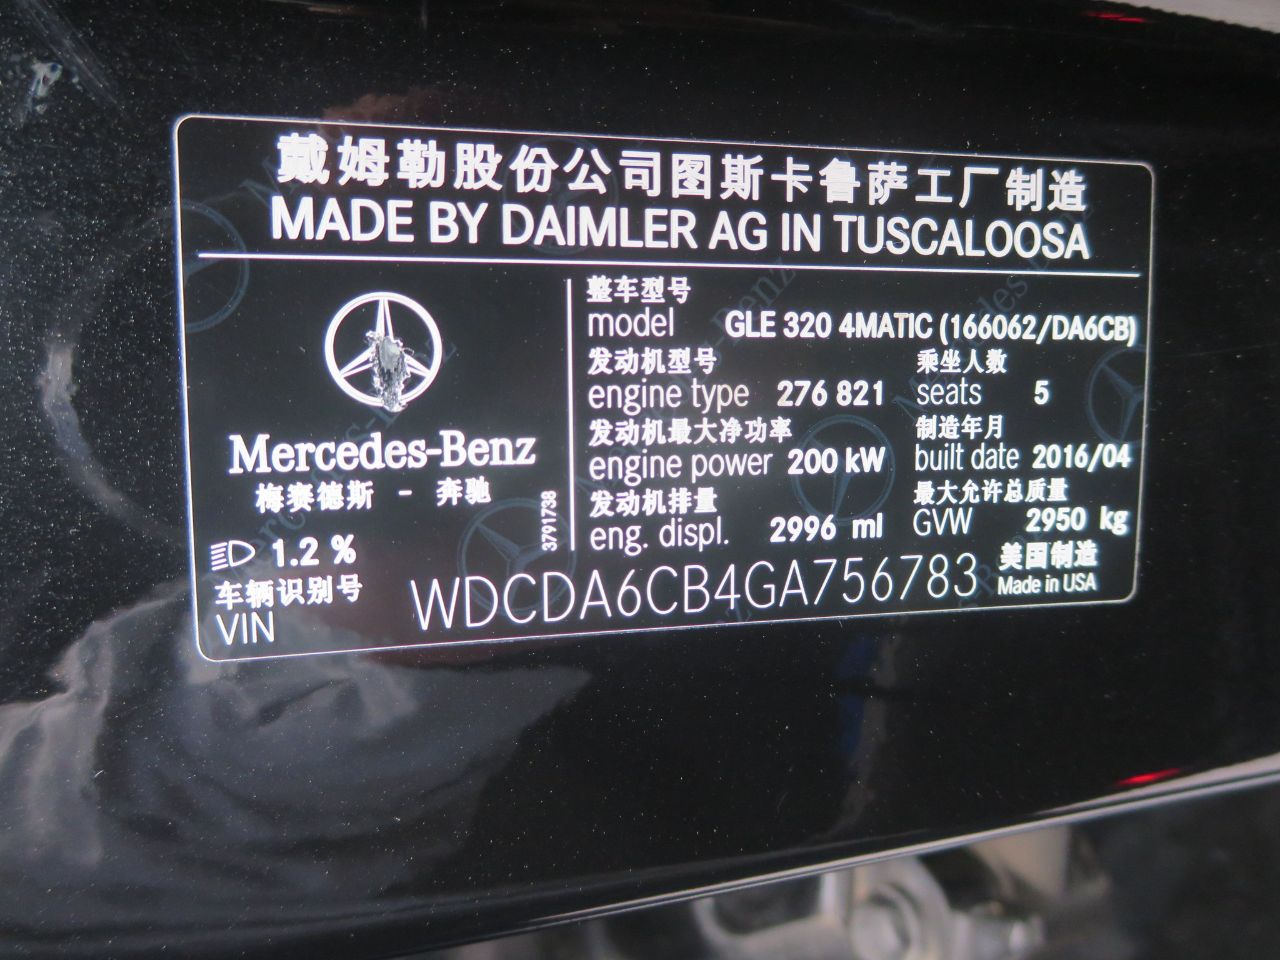 戴姆勒股份公司图斯卡鲁萨工厂制造
MADE BY DAIMLER AG IN TUSCALOOSA
整车型号
model GLE 320 4MATIC (166062/DA6CB)
发动机型号 乘坐人数
engine type 276 821 seats 5
发动机最大净功率 制造年月
engine power 200 kW built date 2016/04
发动机排量 最大允许总质量
eng. displ. 2996 ml GVW 2950 kg
Mercedes-Benz
梅赛德斯 - 奔驰
3791738
1.2 %
车辆识别号
VIN WDCDA6CB4GA756783
美国制造
Made in USA